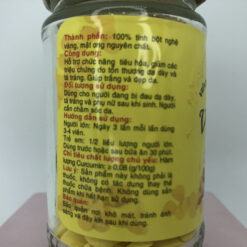 Thành phần: 100% tinh bột nghệ
vàng, mật ong nguyên chất.
Công dụng:
Hỗ trợ chức năng tiêu hóa, giảm các
triệu chứng do tổn thương dạ dày và
tá tràng. Giúp trắng và đẹp da.
Đối tượng sử dụng:
Dùng cho người đang bị đau dạ dày,
tá tràng và phụ nữ sau khi sinh. Người
cần chăm sóc da.
Hướng dẫn sử dụng:
Người lớn: Ngày 3 lần mỗi lần dùng
3-4 viên.
Trẻ em: 1/2 liều lượng người lớn.
Dùng trước hoặc sau bữa ăn 30 phút.
Chỉ tiêu chất lượng chủ yếu: Hàm
lượng Curcumin: ≥ 0,08 (g/100g)
Lưu ý: Sản phẩm này không phải là
thuốc, không có tác dụng thay thế
thuốc chữa bệnh. Không dùng
sản phẩm hết hạn.
Bảo quản:
Bảo quản nơi khô mát, tránh ánh
nắng và đậy kín sau khi dùng.